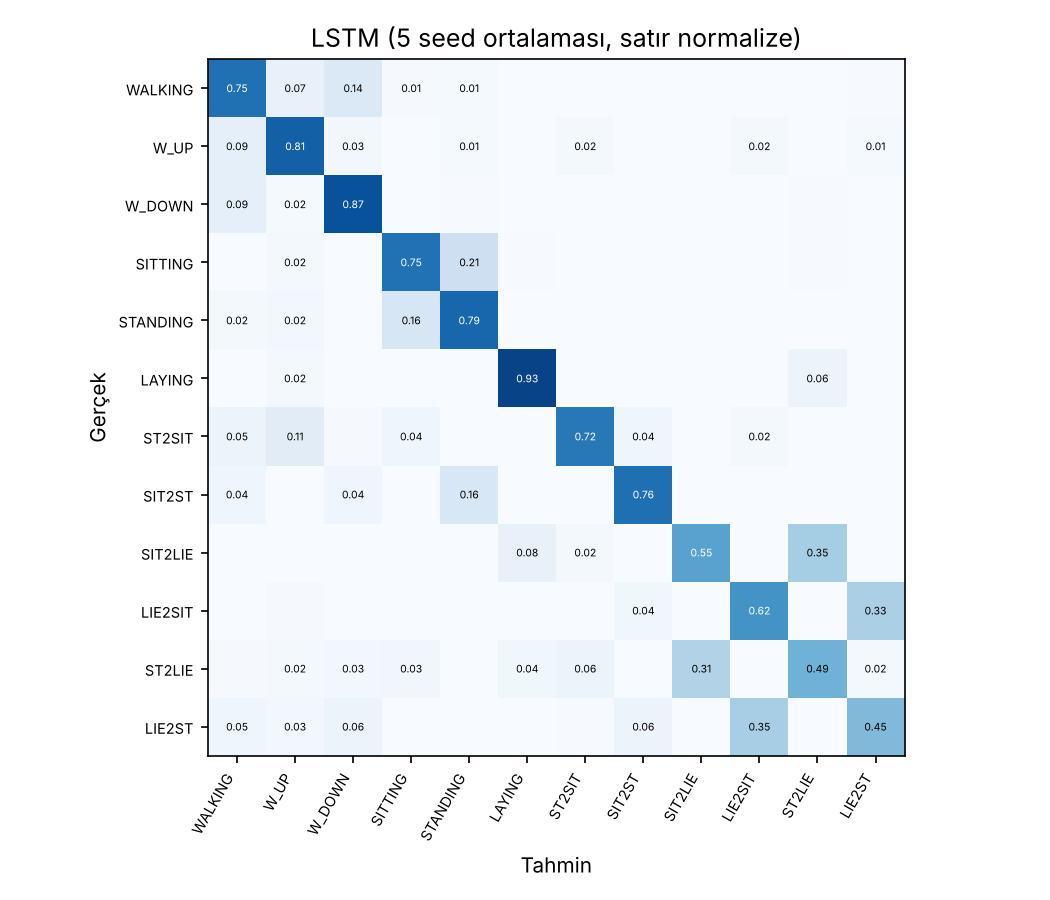 LSTM (5 seed ortalaması, satır normalize)
WALKING 0.75 0.07 0.14 0.01 0.01
W_UP 0.09 0.81 0.03 0.01 0.02 0.02 0.01
W_DOWN 0.09 0.02 0.87
SITTING 0.02 0.75 0.21
STANDING 0.02 0.02 0.16 0.79
LAYING 0.02 0.93 0.06
ST2SIT 0.05 0.11 0.04 0.72 0.04 0.02
SIT2ST 0.04 0.04 0.16 0.76
SIT2LIE 0.08 0.02 0.55 0.35
LIE2SIT 0.04 0.62 0.33
ST2LIE 0.02 0.03 0.03 0.04 0.06 0.31 0.49 0.02
LIE2ST 0.05 0.03 0.06 0.06 0.35 0.45
Gerçek
WALKING W_UP W_DOWN SITTING STANDING LAYING ST2SIT SIT2ST SIT2LIE LIE2SIT ST2LIE LIE2ST
Tahmin